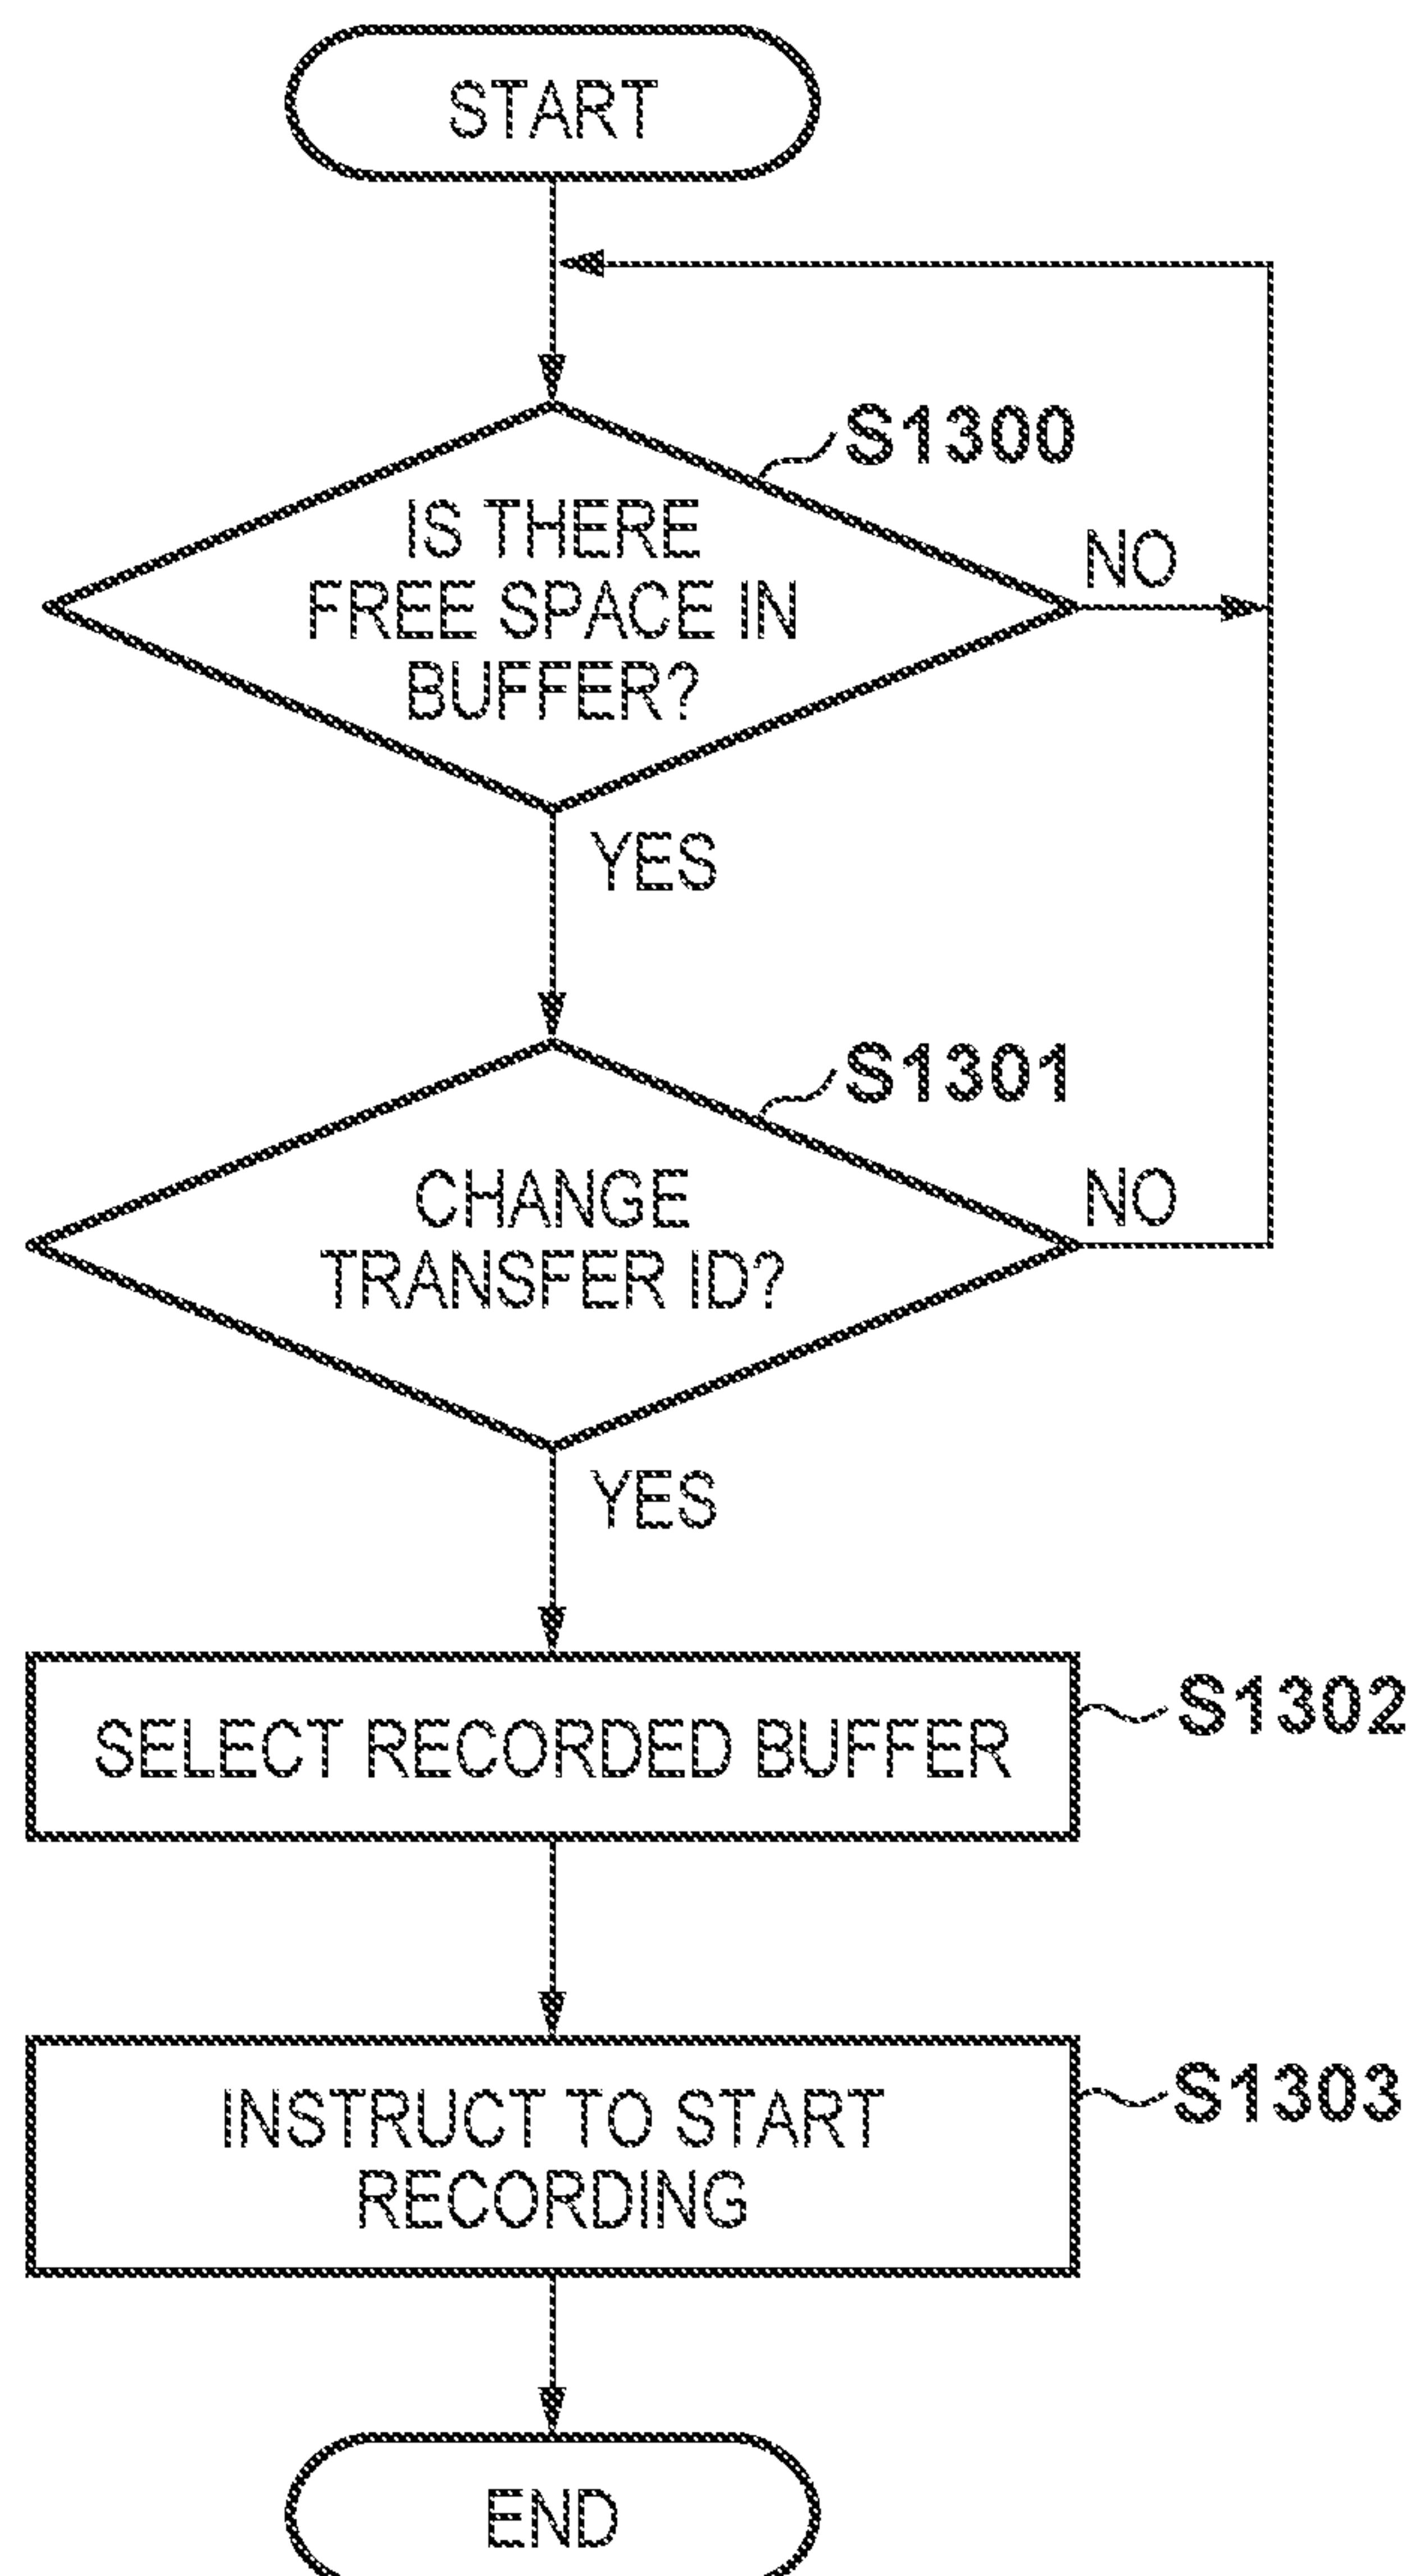 START
S1300
IS THERE
FREE SPACE IN
BUFFER?
NO
YES
S1301
CHANGE
TRANSFER ID?
NO
YES
SELECT RECORDED BUFFER
S1302
INSTRUCT TO START
RECORDING
S1303
END